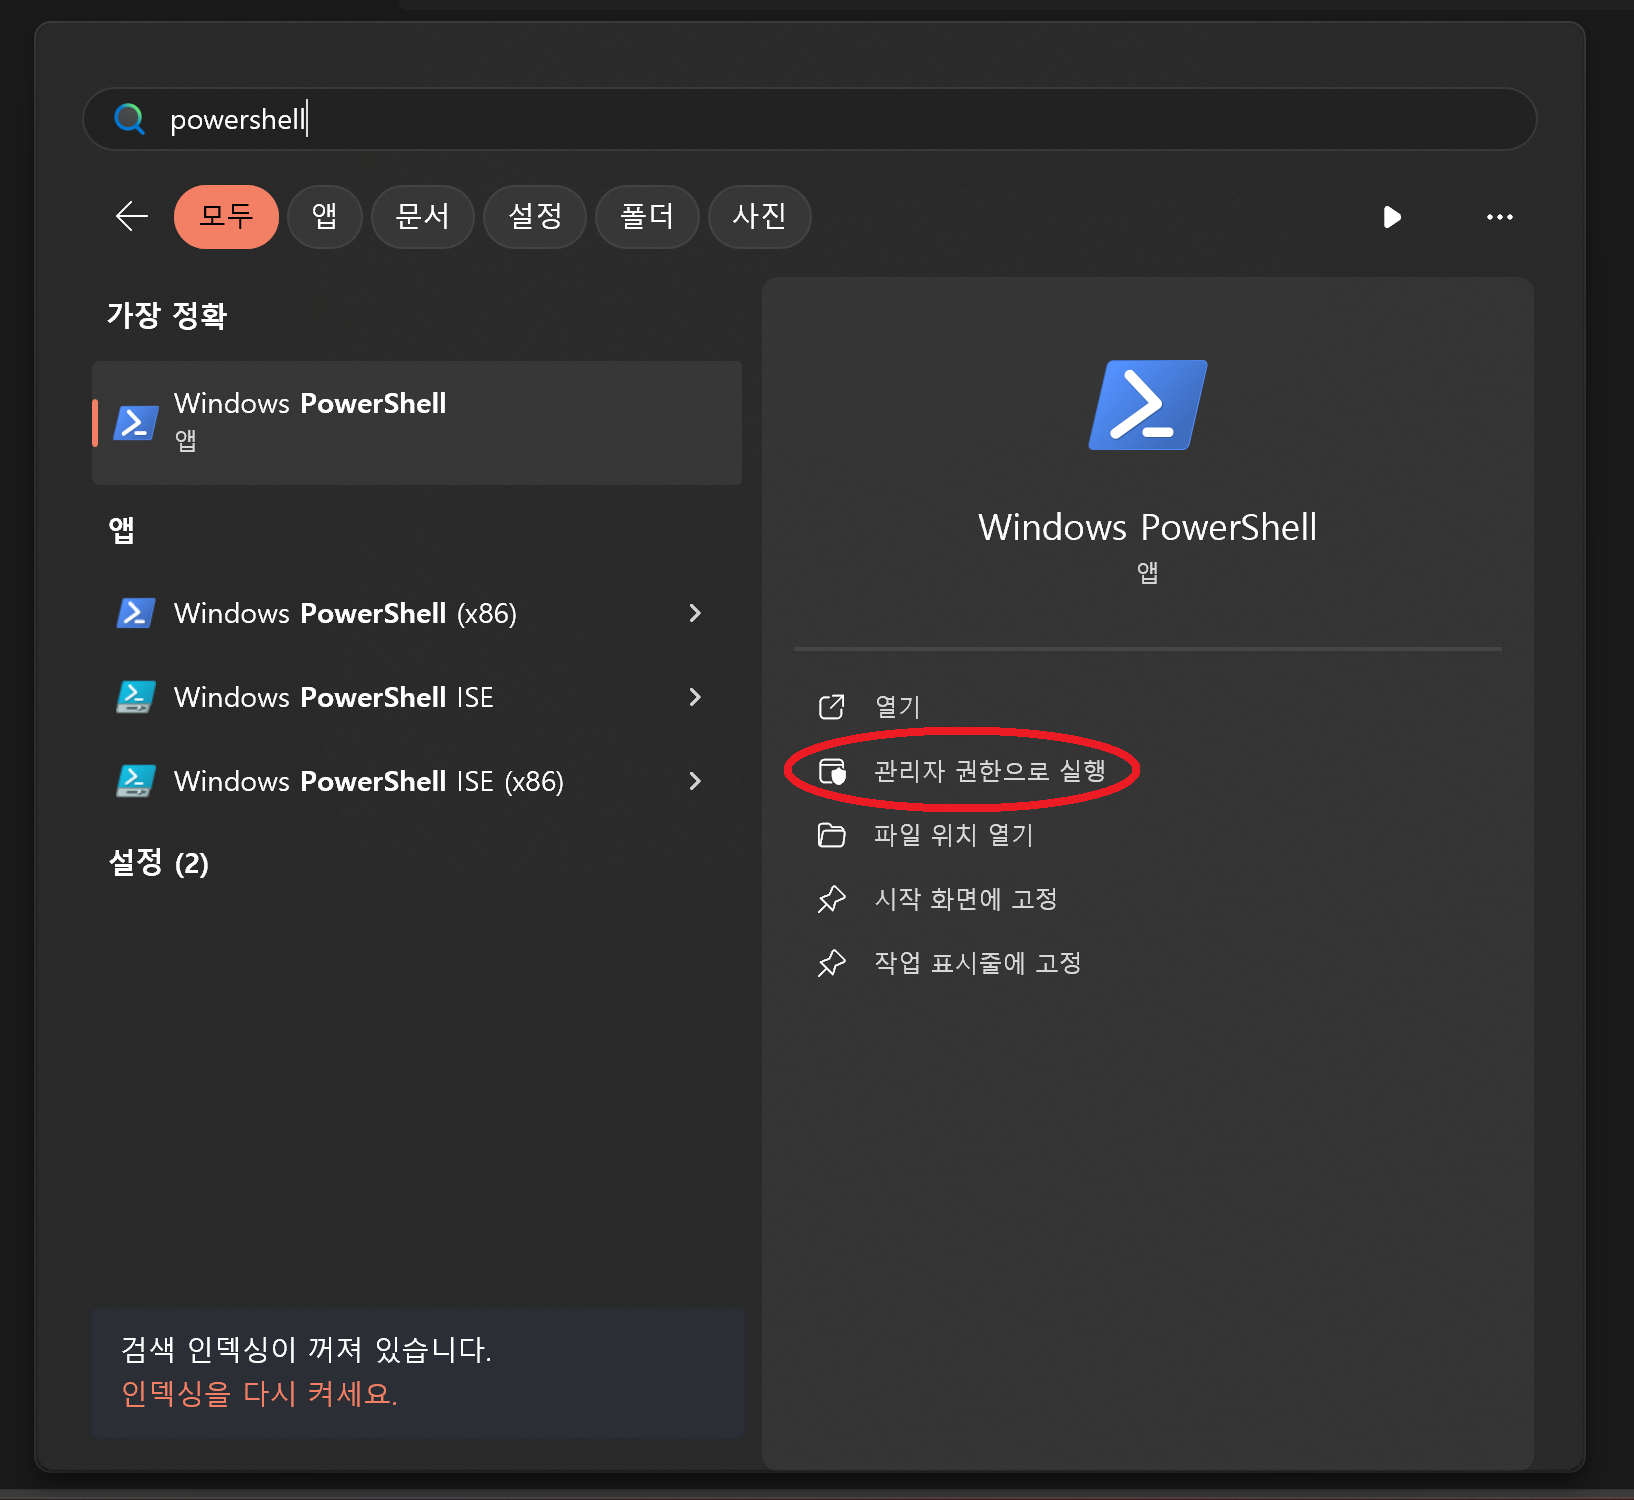 powershell
모두
앱
문서
설정
폴더
사진
가장 정확
Windows PowerShell
앱
앱
Windows PowerShell (x86)
Windows PowerShell ISE
Windows PowerShell ISE (x86)
설정 (2)
검색 인덱싱이 꺼져 있습니다.
인덱싱을 다시 켜세요.
Windows PowerShell
앱
열기
관리자 권한으로 실행
파일 위치 열기
시작 화면에 고정
작업 표시줄에 고정